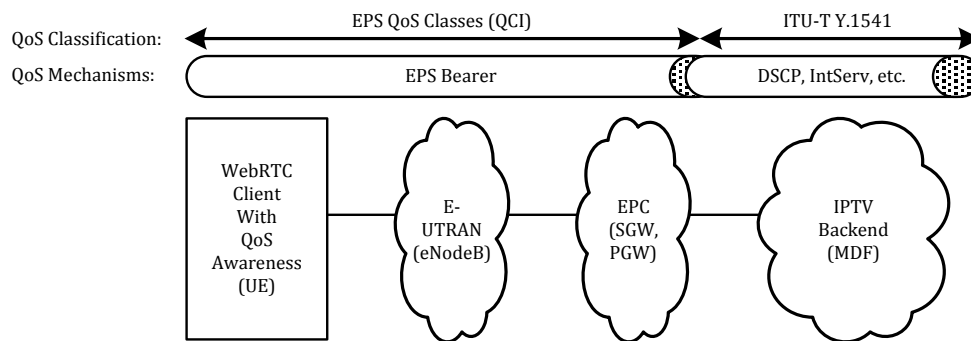 EPS QoS Classes (QCI)
ITU-T Y.1541
QoS Classification:
QoS Mechanisms:
EPS Bearer
DSCP, IntServ, etc.
WebRTC
Client
With
QoS
Awareness
(UE)
E-
UTRAN
(eNodeB)
EPC
(SGW,
PGW)
IPTV
Backend
(MDF)